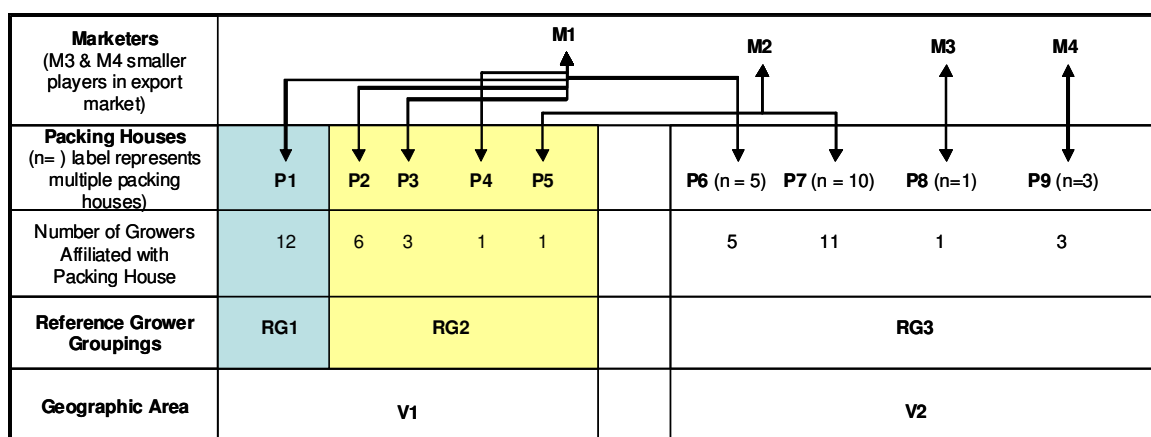 Marketers
(M3 & M4 smaller
players in export
market)
M1
M2
M3
M4
Packing Houses
(n= ) label represents
multiple packing
houses)
P1
P2
P3
P4
P5
P6 (n = 5)
P7 (n = 10)
P8 (n=1)
P9 (n=3)
Number of Growers
Affiliated with
Packing House
12
6
3
1
1
5
11
1
3
Reference Grower
Groupings
RG1
RG2
RG3
Geographic Area
V1
V2